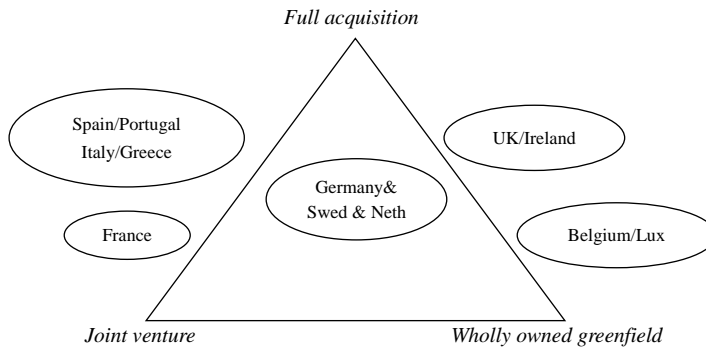 Full acquisition
Spain/Portugal
Italy/Greece
UK/Ireland
Germany&
Swed & Neth
France
Belgium/Lux
Joint venture
Wholly owned greenfield